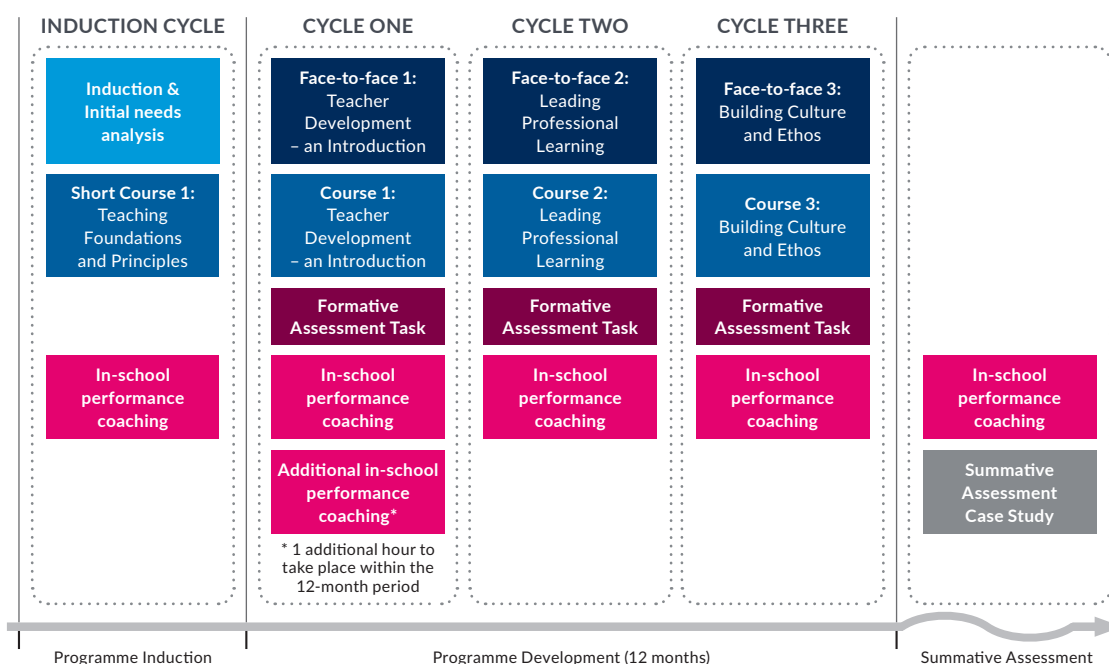 INDUCTION CYCLE
Induction &
Initial needs
analysis
Short Course 1:
Teaching
Foundations
and Principles
In-school
performance
coaching
CYCLE ONE
Face-to-face 1:
Teacher
Development
– an Introduction
Course 1:
Teacher
Development
– an Introduction
Formative
Assessment Task
In-school
performance
coaching
Additional in-school
performance
coaching*
* 1 additional hour to
take place within the
12-month period
CYCLE TWO
Face-to-face 2:
Leading
Professional
Learning
Course 2:
Leading
Professional
Learning
Formative
Assessment Task
In-school
performance
coaching
CYCLE THREE
Face-to-face 3:
Building Culture
and Ethos
Course 3:
Building Culture
and Ethos
Formative
Assessment Task
In-school
performance
coaching
In-school
performance
coaching
Summative
Assessment
Case Study
Programme Induction
Programme Development (12 months)
Summative Assessment